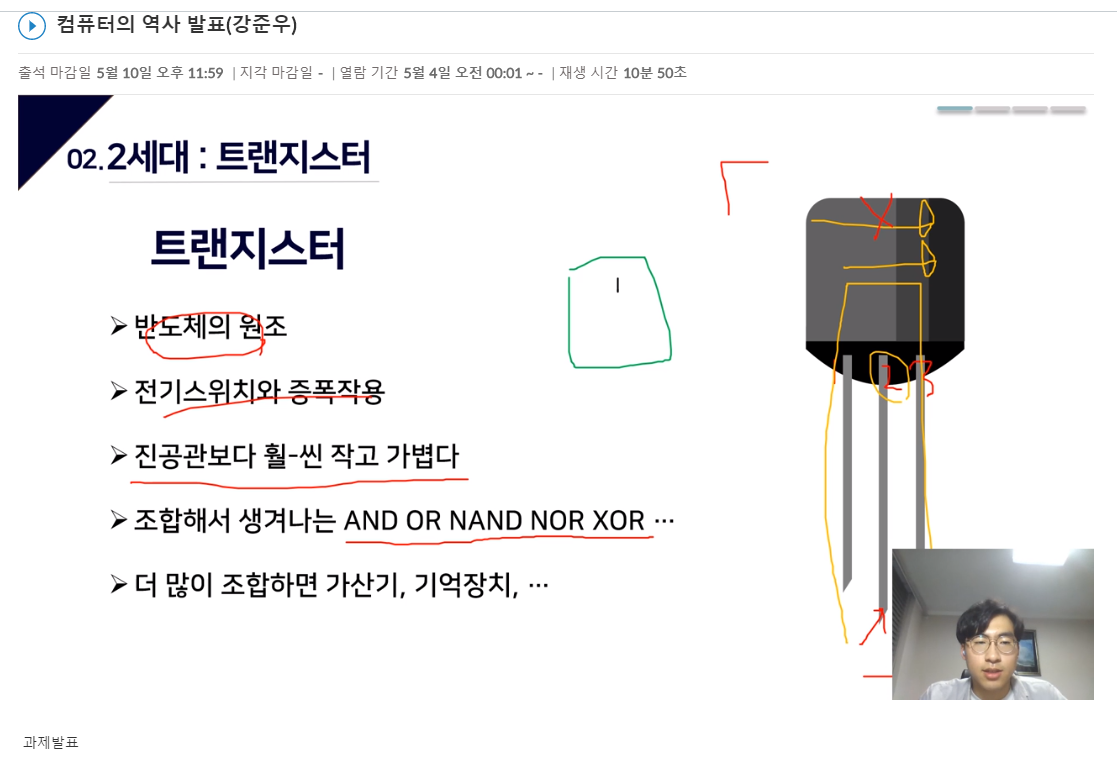 컴퓨터의 역사 발표(강준우)
출석 마감일 5월 10일 오후 11:59 | 지각 마감일 - | 열람 기간 5월 4일 오전 00:01 ~ - | 재생 시간 10분 50초
02. 2세대 : 트랜지스터
트랜지스터
➢ 반도체의 원조
➢ 전기스위치와 증폭작용
➢ 진공관보다 훨-씬 작고 가볍다
➢ 조합해서 생겨나는 AND OR NAND NOR XOR ⋯
➢ 더 많이 조합하면 가산기, 기억장치, ⋯
2 3
과제발표